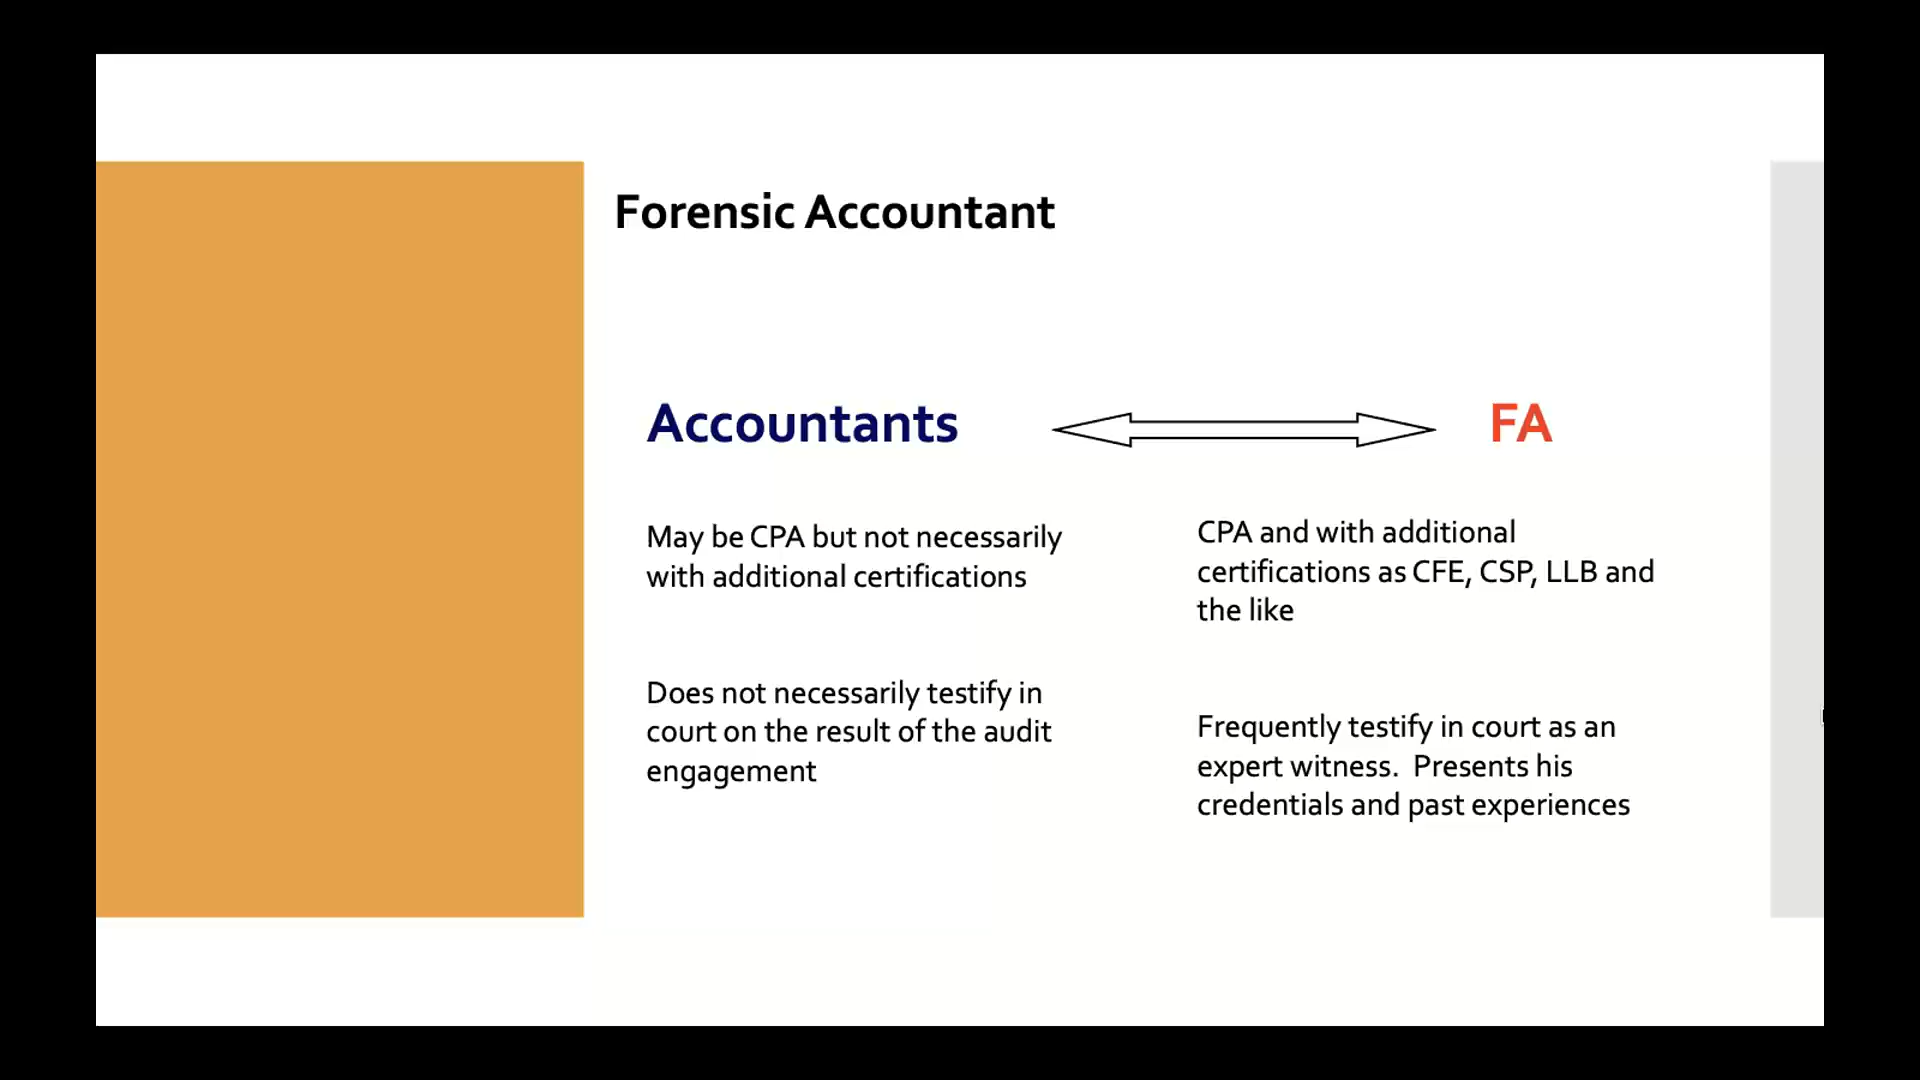 Forensic Accountant
Accountants
FA
May be CPA but not necessarily
with additional certifications
Does not necessarily testify in
court on the result of the audit
engagement
CPA and with additional
certifications as CFE, CSP, LLB and
the like
Frequently testify in court as an
expert witness.  Presents his
credentials and past experiences